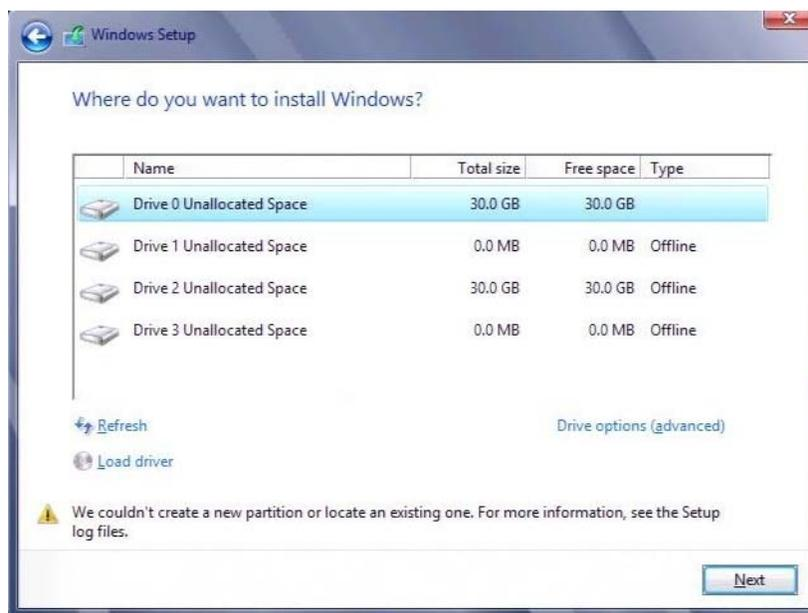 Windows Setup
Where do you want to install Windows?
Name Total size Free space Type
Drive 0 Unallocated Space 30.0 GB 30.0 GB
Drive 1 Unallocated Space 0.0 MB 0.0 MB Offline
Drive 2 Unallocated Space 30.0 GB 30.0 GB Offline
Drive 3 Unallocated Space 0.0 MB 0.0 MB Offline
Refresh Drive options (advanced)
Load driver
We couldn't create a new partition or locate an existing one. For more information, see the Setup
log files.
Next